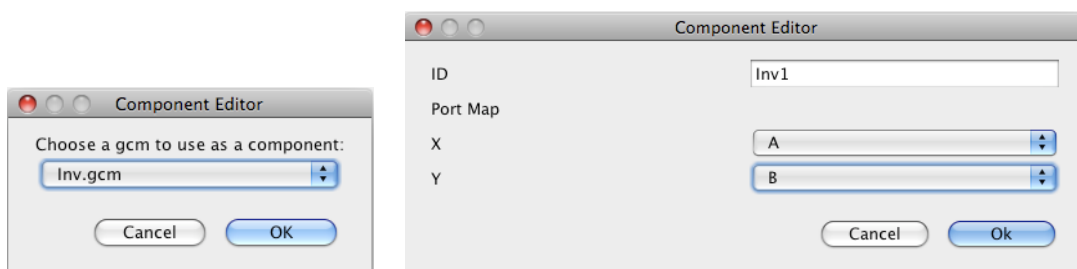 Component Editor
Choose a gcm to use as a component:
Inv.gcm
Cancel OK
Component Editor
ID Inv1
Port Map
X A
Y B
Cancel Ok